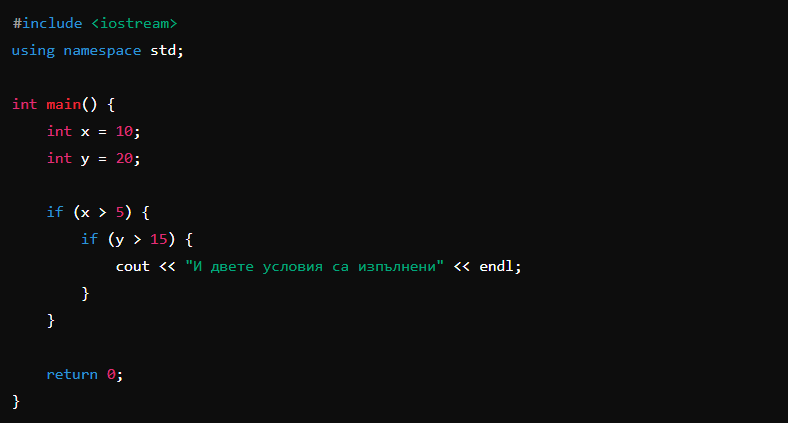 #include <iostream>
using namespace std;
int main() {
int x = 10;
int y = 20;
if (x > 5) {
if (y > 15) {
cout << "И двете условия са изпълнени" << endl;
}
}
return 0;
}